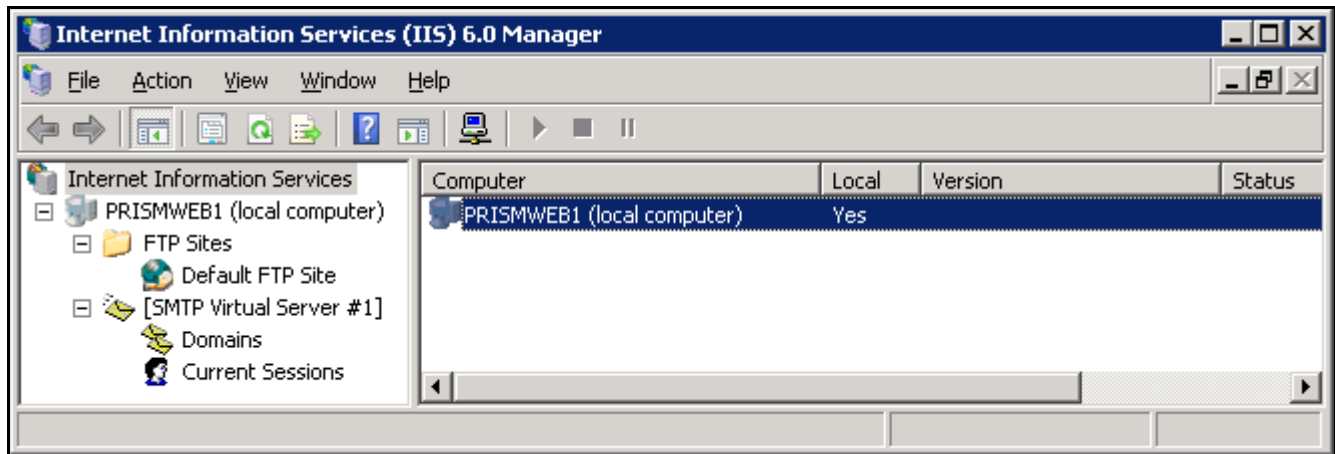 Internet Information Services (IIS) 6.0 Manager
File Action View Window Help
Internet Information Services
PRISMWEB1 (local computer)
FTP Sites
Default FTP Site
[SMTP Virtual Server #1]
Domains
Current Sessions
Computer Local Version Status
PRISMWEB1 (local computer) Yes